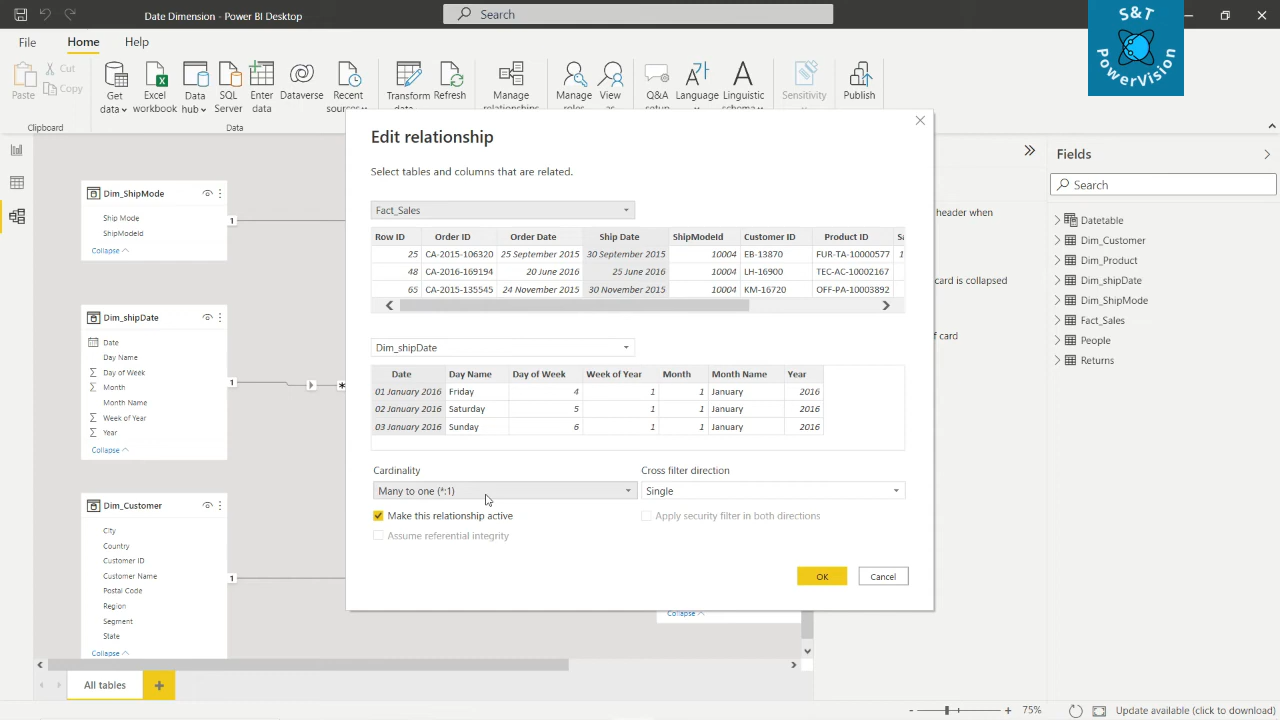 Date Dimension - Power BI Desktop
Search
S&T
PowerVision
File Home Help
Paste
Cut
Copy
Get data
Excel workbook
Data hub
SQL Server
Enter data
Dataverse
Recent sources
Transform data
Refresh
Manage relationships
Manage roles
View as
Q&A setup
Language
Linguistic schema
Sensitivity
Publish
Clipboard
Data
Edit relationship
Select tables and columns that are related.
Fact_Sales
Row ID Order ID Order Date Ship Date ShipModeId Customer ID Product ID Sa
25 CA-2015-106320 25 September 2015 30 September 2015 10004 EB-13870 FUR-TA-10000577 1
48 CA-2016-169194 20 June 2016 25 June 2016 10004 LH-16900 TEC-AC-10002167
65 CA-2015-135545 24 November 2015 30 November 2015 10004 KM-16720 OFF-PA-10003892
Dim_shipDate
Date Day Name Day of Week Week of Year Month Month Name Year
01 January 2016 Friday 4 1 1 January 2016
02 January 2016 Saturday 5 1 1 January 2016
03 January 2016 Sunday 6 1 1 January 2016
Cardinality
Many to one (*:1)
Cross filter direction
Single
Make this relationship active
Apply security filter in both directions
Assume referential integrity
OK
Cancel
Dim_ShipMode
Ship Mode
ShipModeId
Collapse
1
Dim_shipDate
Date
Day Name
Day of Week
Month
Month Name
Week of Year
Year
Collapse
1
*
Dim_Customer
City
Country
Customer ID
Customer Name
Postal Code
Region
Segment
State
Collapse
1
Collapse
header when
card is collapsed
of card
Fields
Search
Datetable
Dim_Customer
Dim_Product
Dim_shipDate
Dim_ShipMode
Fact_Sales
People
Returns
All tables
+
- + 75%
Update available (click to download)